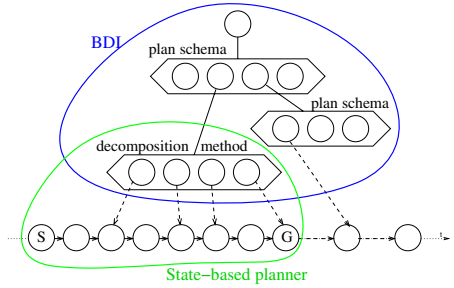 BDI
plan schema
plan schema
decomposition method
S
G
t
State-based planner